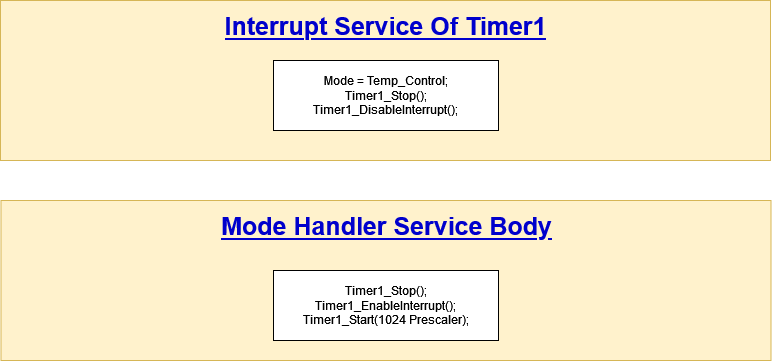 Interrupt Service Of Timer1
Mode = Temp_Control;
Timer1_Stop();
Timer1_DisableInterrupt();
Mode Handler Service Body
Timer1_Stop();
Timer1_EnableInterrupt();
Timer1_Start(1024 Prescaler);